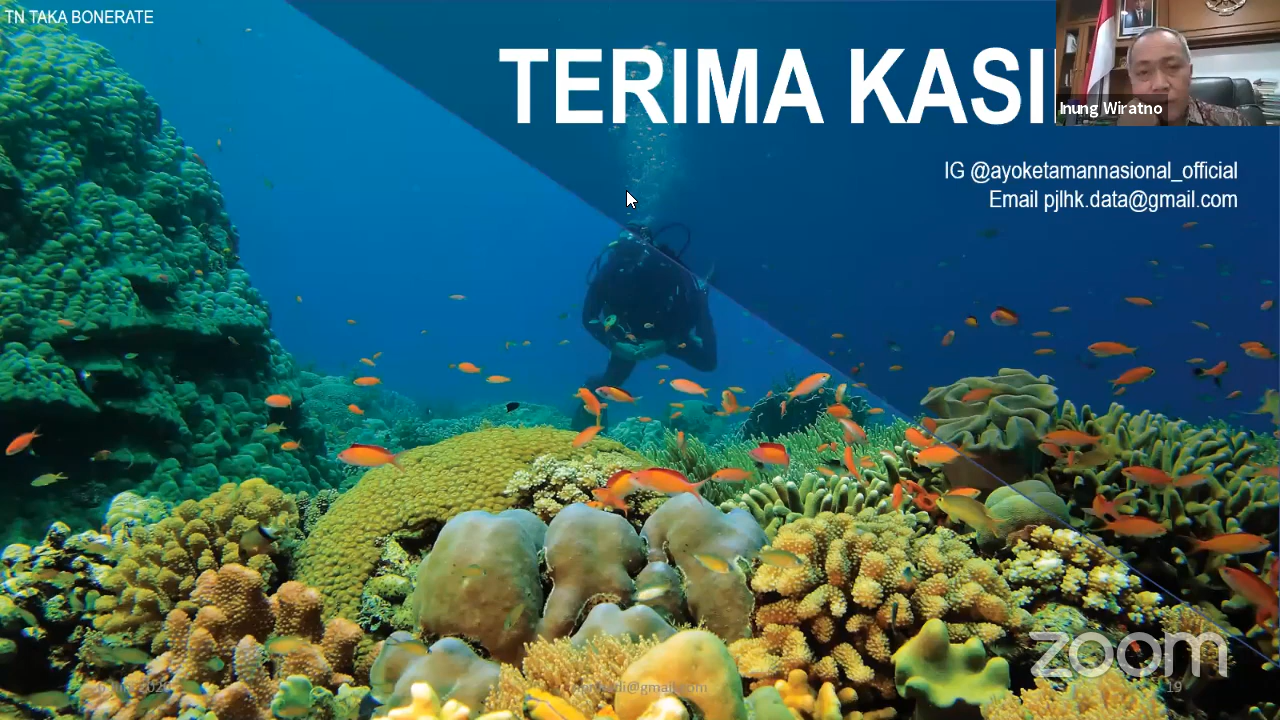 TN TAKA BONERATE
TERIMA KASI
Inung Wiratno
IG @ayoketamannasional_official
Email pjlhk.data@gmail.com
zoom
19